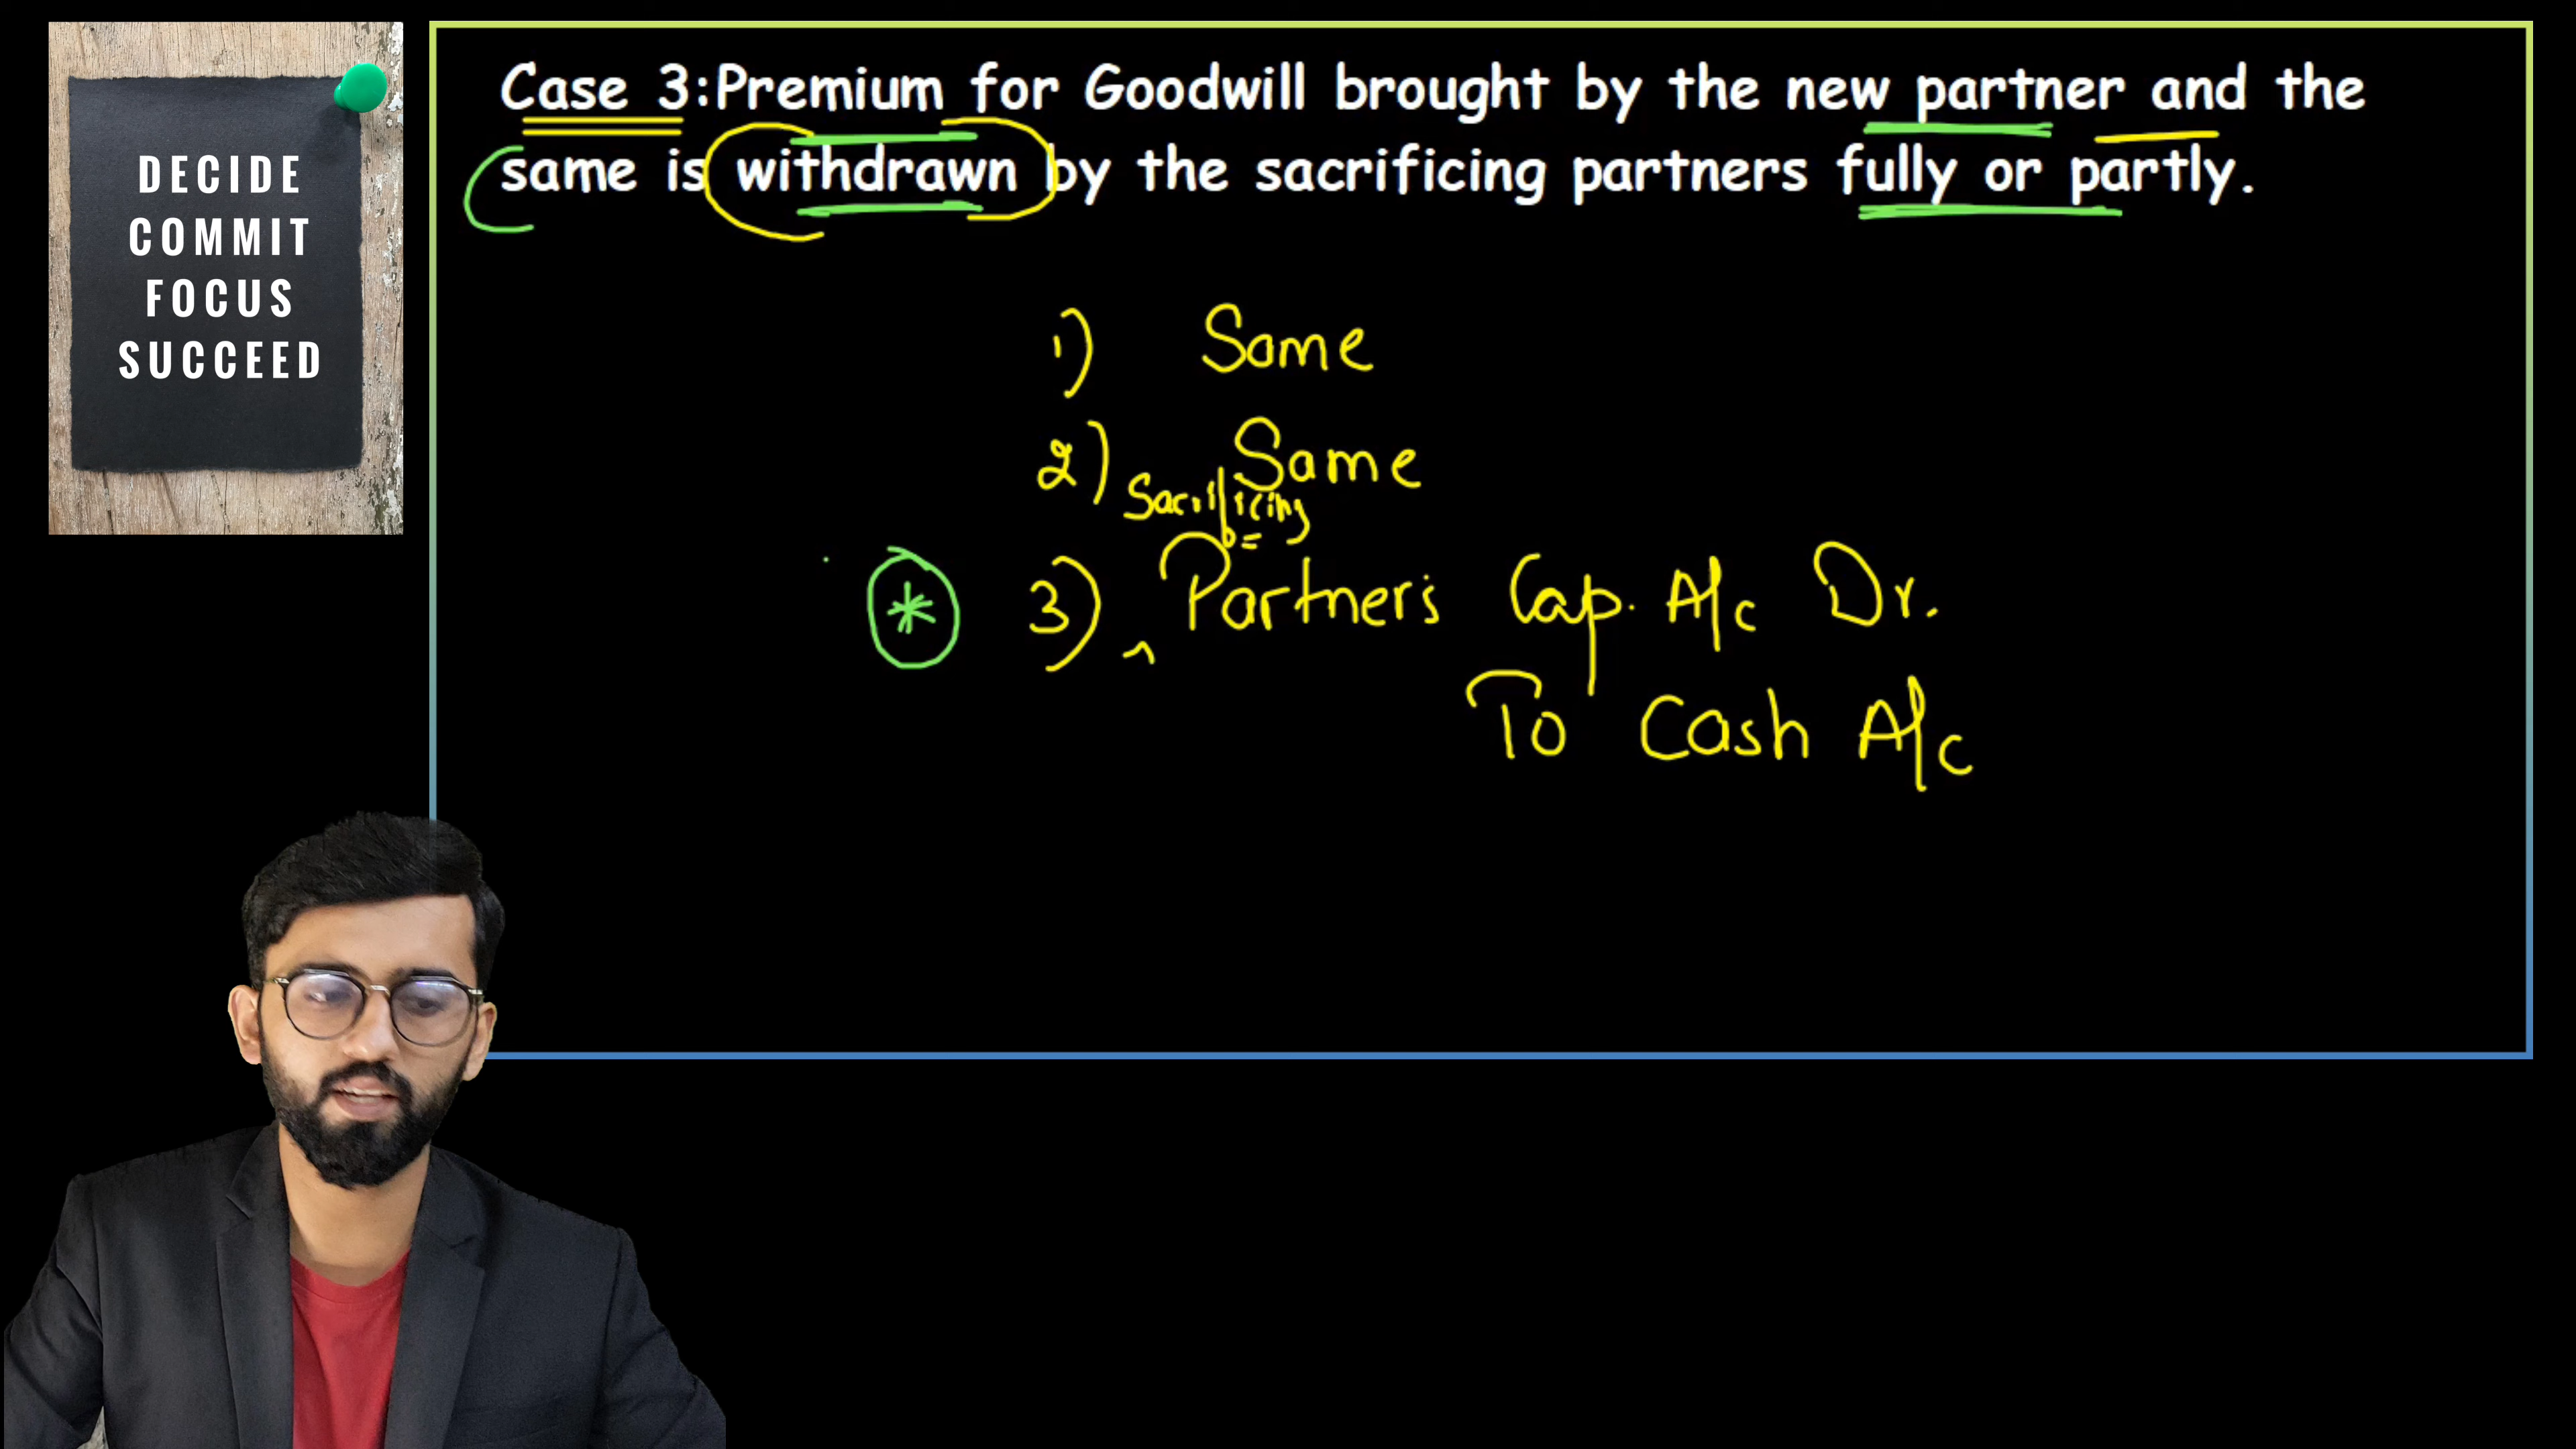 DECIDE
COMMIT
FOCUS
SUCCEED
Case 3:Premium for Goodwill brought by the new partner and the
same is withdrawn by the sacrificing partners fully or partly.
1) Same
2) Same
Sacrificing
3) Partner's Cap. A/c Dr.
To Cash A/c